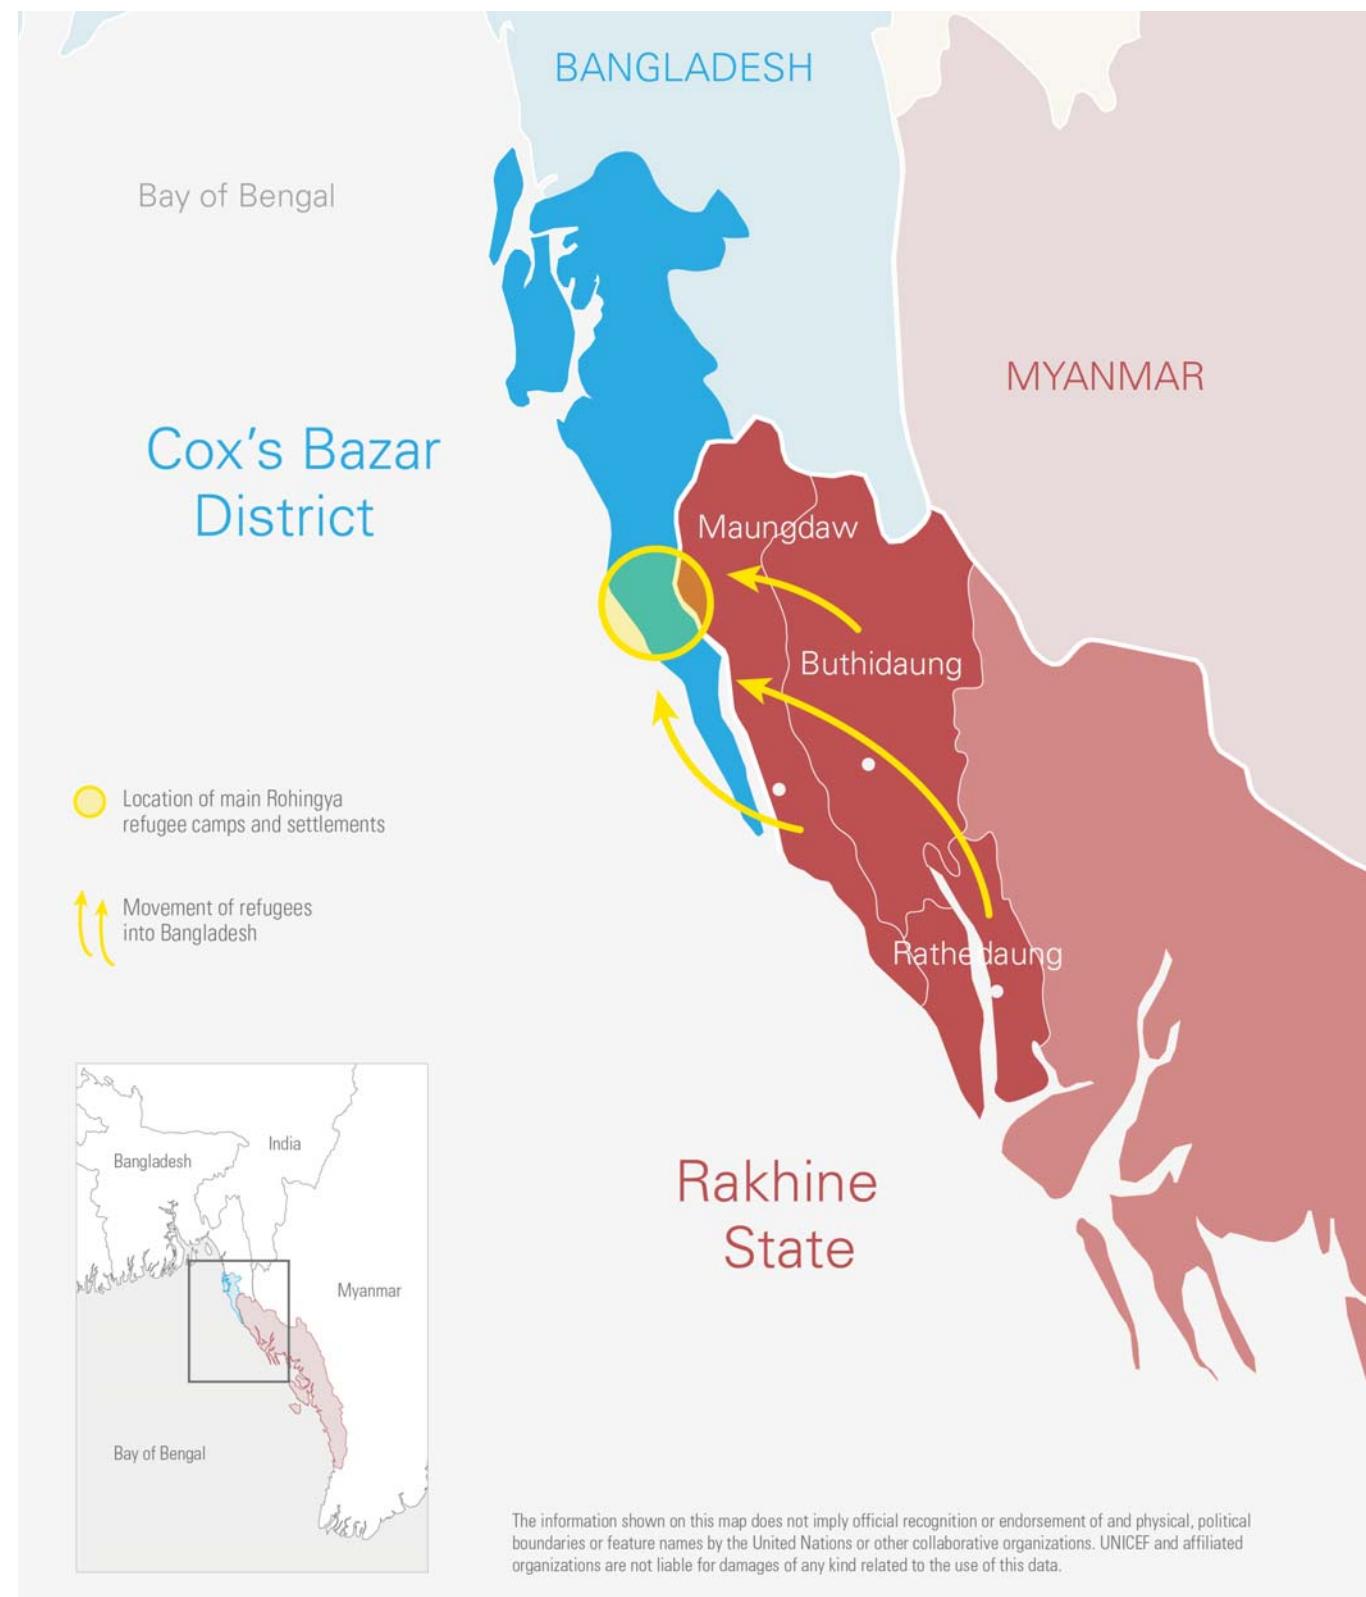 BANGLADESH
Bay of Bengal
MYANMAR
Cox's Bazar
District
Maungdaw
Buthidaung
Location of main Rohingya
refugee camps and settlements
Movement of refugees
into Bangladesh
Rathedaung
Rakhine
State
India
Bangladesh
Myanmar
Bay of Bengal
The information shown on this map does not imply official recognition or endorsement of and physical, political
boundaries or feature names by the United Nations or other collaborative organizations. UNICEF and affiliated
organizations are not liable for damages of any kind related to the use of this data.